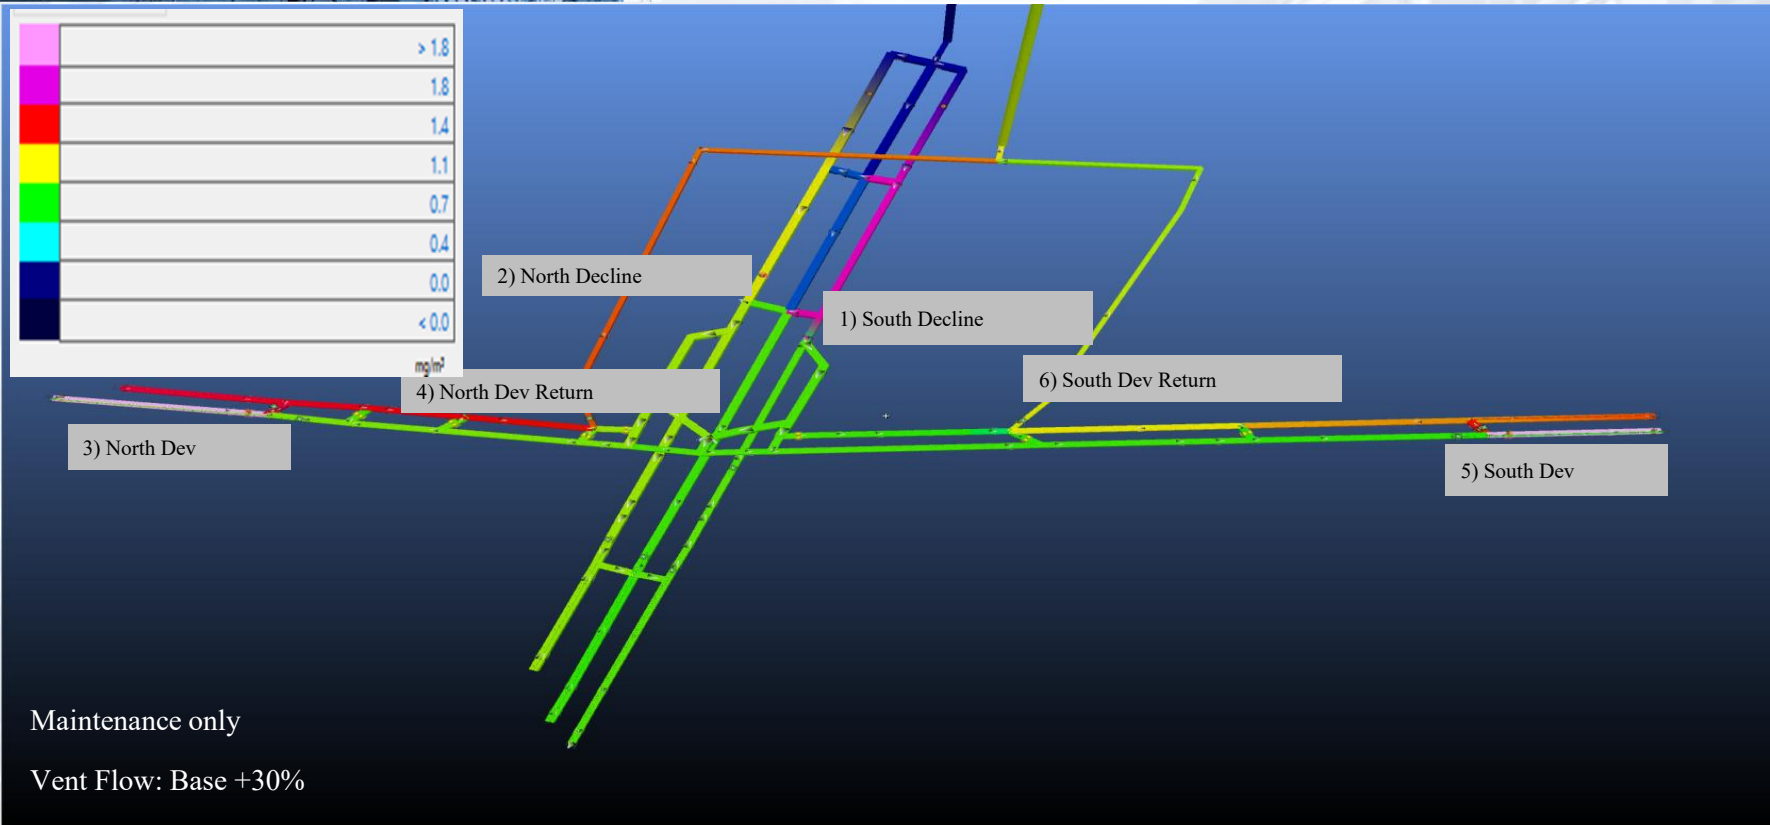 > 1.8
1.8
1.4
1.1
0.7
0.4
0.0
< 0.0
mg/m³
2) North Decline
1) South Decline
4) North Dev Return
6) South Dev Return
3) North Dev
5) South Dev
Maintenance only
Vent Flow: Base +30%